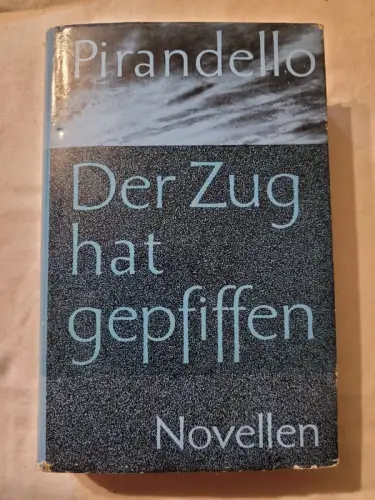 Pirandello
Der Zug
hat
gepfiffen
Novellen